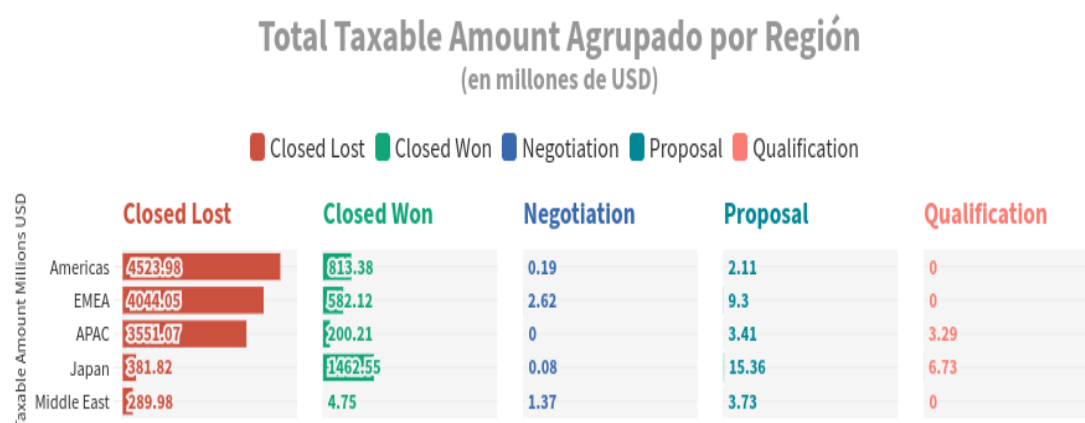 Total Taxable Amount Agrupado por Región
(en millones de USD)
Closed Lost Closed Won Negotiation Proposal Qualification
Closed Lost Closed Won Negotiation Proposal Qualification
Americas 4523.98 813.38 0.19 2.11 0
EMEA 4044.05 582.12 2.62 9.3 0
APAC 3551.07 200.21 0 3.41 3.29
Japan 381.82 1462.55 0.08 15.36 6.73
Middle East 289.98 4.75 1.37 3.73 0
Taxable Amount Millions USD